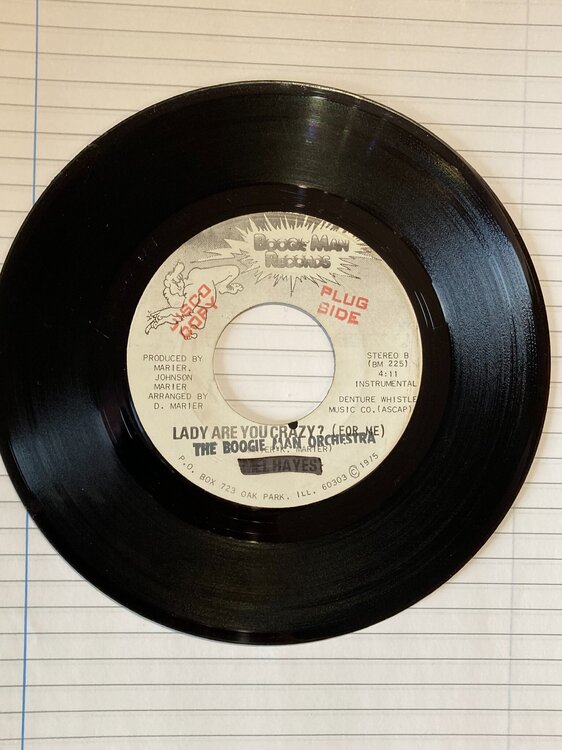 BOOGIE MAN
RECORDS
DISCO
COPY
PLUG
SIDE
PRODUCED BY
MARIER.
JOHNSON
MARIER
ARRANGED BY
D. MARIER
STEREO B
(BM 225)
4:11
INSTRUMENTAL
DENTURE WHISTLE
MUSIC CO.(ASCAP)
LADY ARE YOU CRAZY? (FOR ME)
THE BOOGIE MAN ORCHESTRA
MARIER)
HAYES
P.O. BOX 723 OAK PARK. ILL. 60303 © 1975